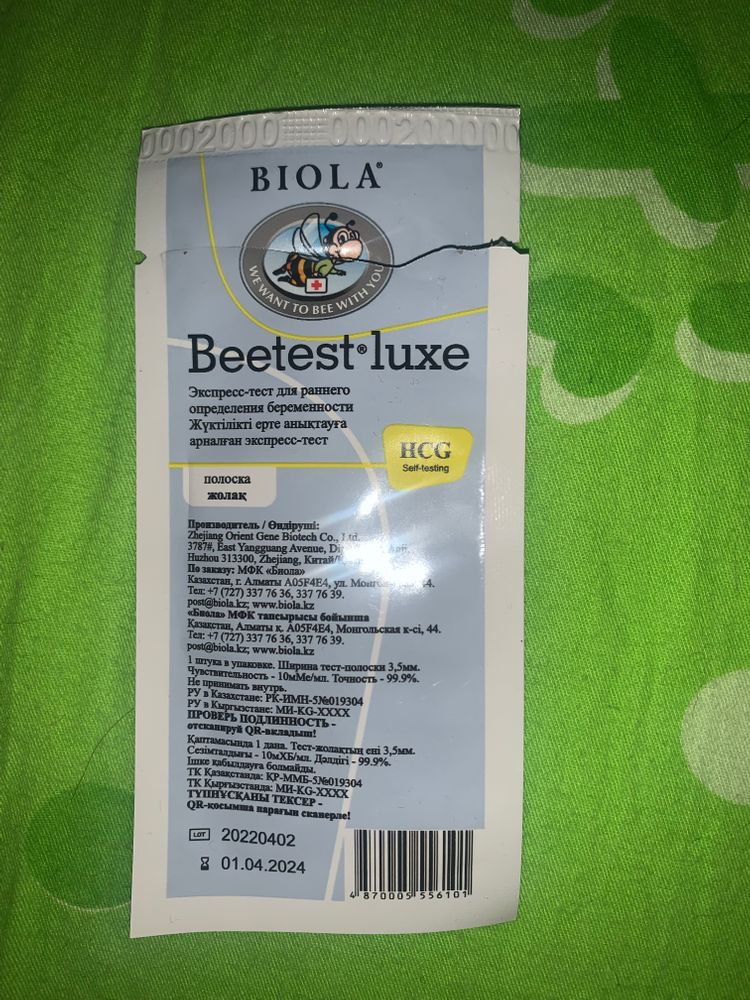 0002000 000200000
BIOLA®
WE WANT TO BEE WITH YOU
Beetest® luxe
Экспресс-тест для раннего
определения беременности
Жүктілікті ерте анықтауға
арналған экспресс-тест
HCG
Self-testing
полоска
жолақ
Производитель / Өндіруші:
Zhejiang Orient Gene Biotech Co., Ltd.
3787#, East Yangguang Avenue,
Huzhou 313300, Zhejiang,
По заказу: МФК «Биола»
Казахстан, г. Алматы A05F4E4, ул.
Тел: +7 (727) 337 76 36, 337 76 39.
post@biola.kz; www.biola.kz
«Биола» МФК тапсырысы бойынша
Қазақстан, Алматы қ. A05F4E4, Монгольская к-сі, 44.
Тел: +7 (727) 337 76 36, 337 76 39.
post@biola.kz; www.biola.kz
1 штука в упаковке. Ширина тест-полоски 3,5мм.
Чувствительность - 10мМе/мл. Точность - 99.9%.
Не принимать внутрь.
РУ в Казахстане: РК-ИМН-5№019304
РУ в Кыргызстане: МИ-KG-XXXX
ПРОВЕРЬ ПОДЛИННОСТЬ -
отсканируй QR-вкладыш!
Қаптамасында 1 дана. Тест-жолақтың ені 3,5мм.
Сезімталдығы - 10мХБ/мл. Дәлдігі - 99.9%.
Ішке қабылдауға болмайды.
ТК Қазақстанда: ҚР-ММБ-5№019304
ТК Қырғызстанда: МИ-KG-XXXX
ТҮПНҰСҚАНЫ ТЕКСЕР -
QR-қосымша парағын сканерле!
LOT 20220402
01.04.2024
4 870005 556101